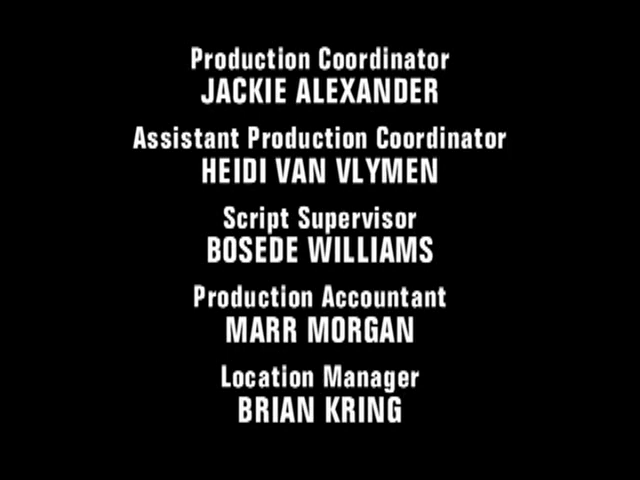 Production Coordinator
JACKIE ALEXANDER
Assistant Production Coordinator
HEIDI VAN VLYMEN
Script Supervisor
BOSEDE WILLIAMS
Production Accountant
MARR MORGAN
Location Manager
BRIAN KRING